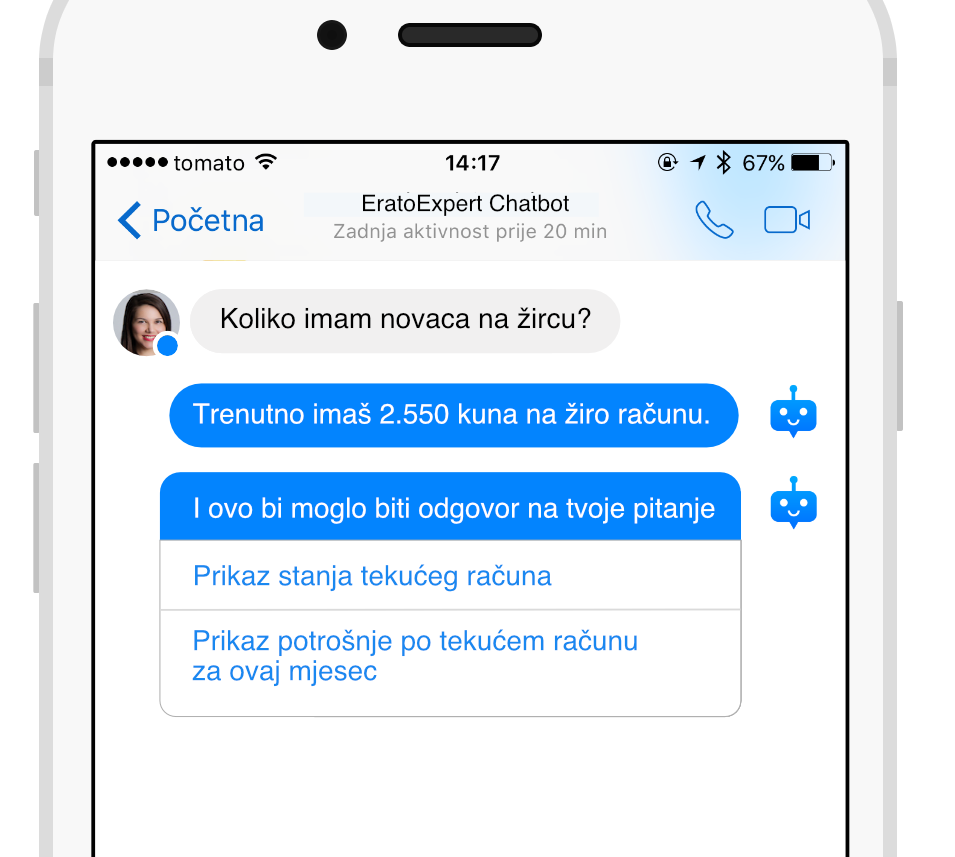 tomato
14:17
67%
Početna
EratoExpert Chatbot
Zadnja aktivnost prije 20 min
Koliko imam novaca na žircu?
Trenutno imaš 2.550 kuna na žiro računu.
I ovo bi moglo biti odgovor na tvoje pitanje
Prikaz stanja tekućeg računa
Prikaz potrošnje po tekućem računu
za ovaj mjesec